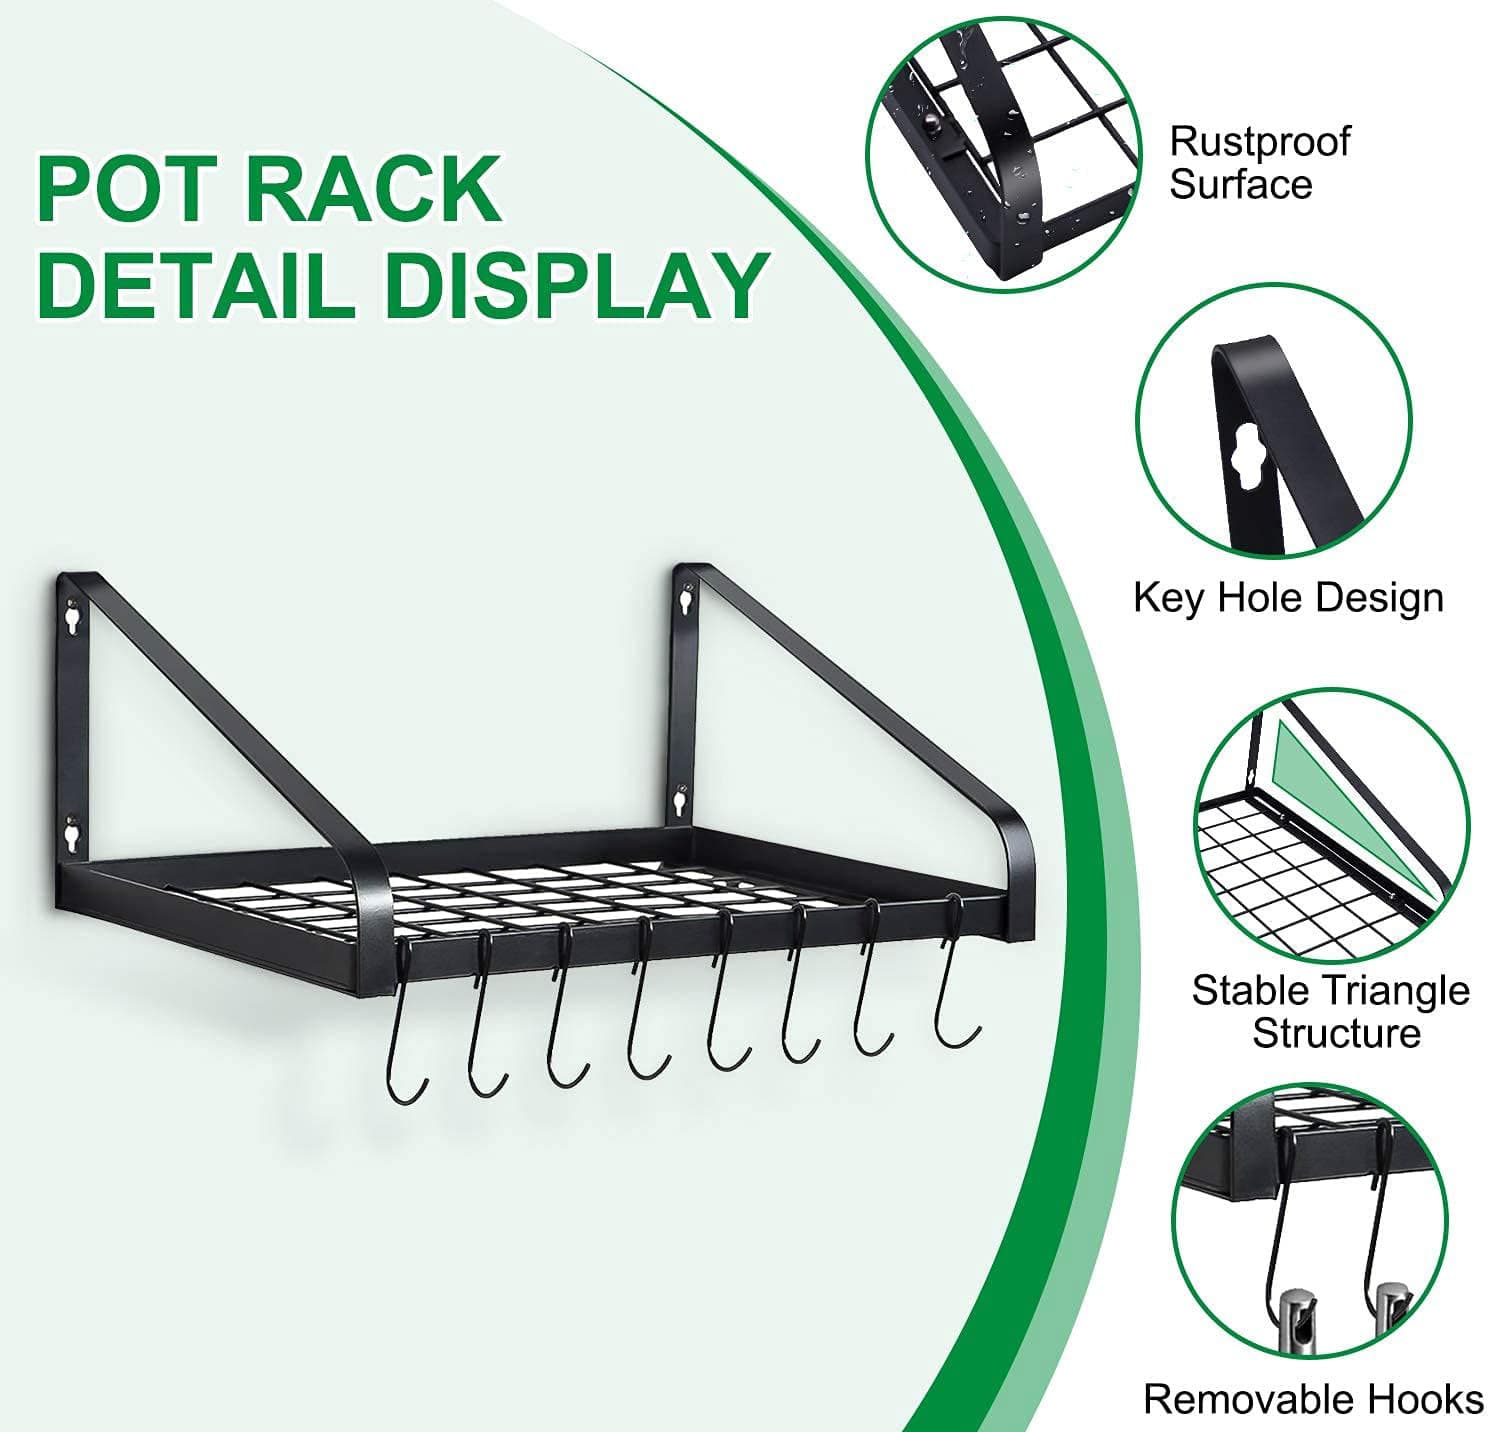 POT RACK
DETAIL DISPLAY
Rustproof
Surface
Key Hole Design
Stable Triangle
Structure
Removable Hooks